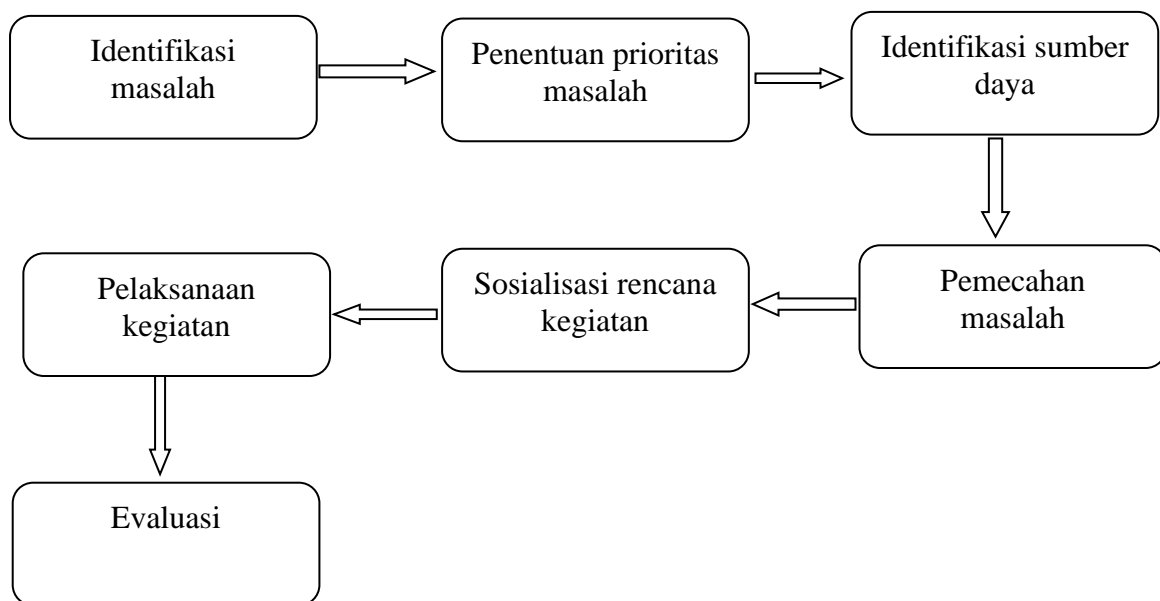 Identifikasi
masalah
Penentuan prioritas
masalah
Identifikasi sumber
daya
Pemecahan
masalah
Sosialisasi rencana
kegiatan
Pelaksanaan
kegiatan
Evaluasi